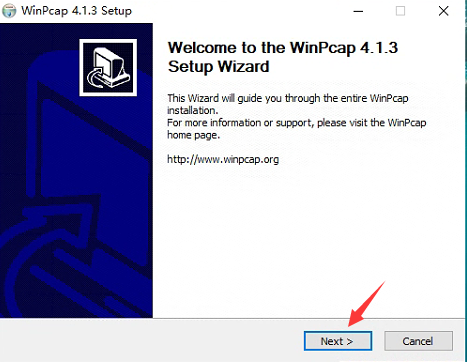 WinPcap 4.1.3 Setup
Welcome to the WinPcap 4.1.3
Setup Wizard
This Wizard will guide you through the entire WinPcap
installation.
For more information or support, please visit the WinPcap
home page.
http://www.winpcap.org
Next >
Cancel